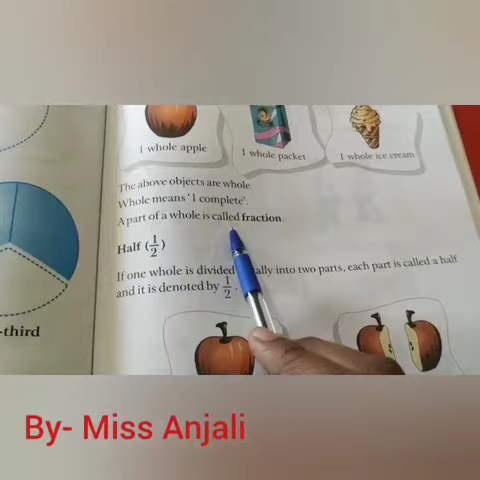 1 whole apple
1 whole packet
1 whole ice cream
The above objects are whole.
Whole means '1 complete'.
A part of a whole is called fraction.
Half (1/2)
If one whole is divided ally into two parts, each part is called a half
and it is denoted by 1/2.
-third
By- Miss Anjali